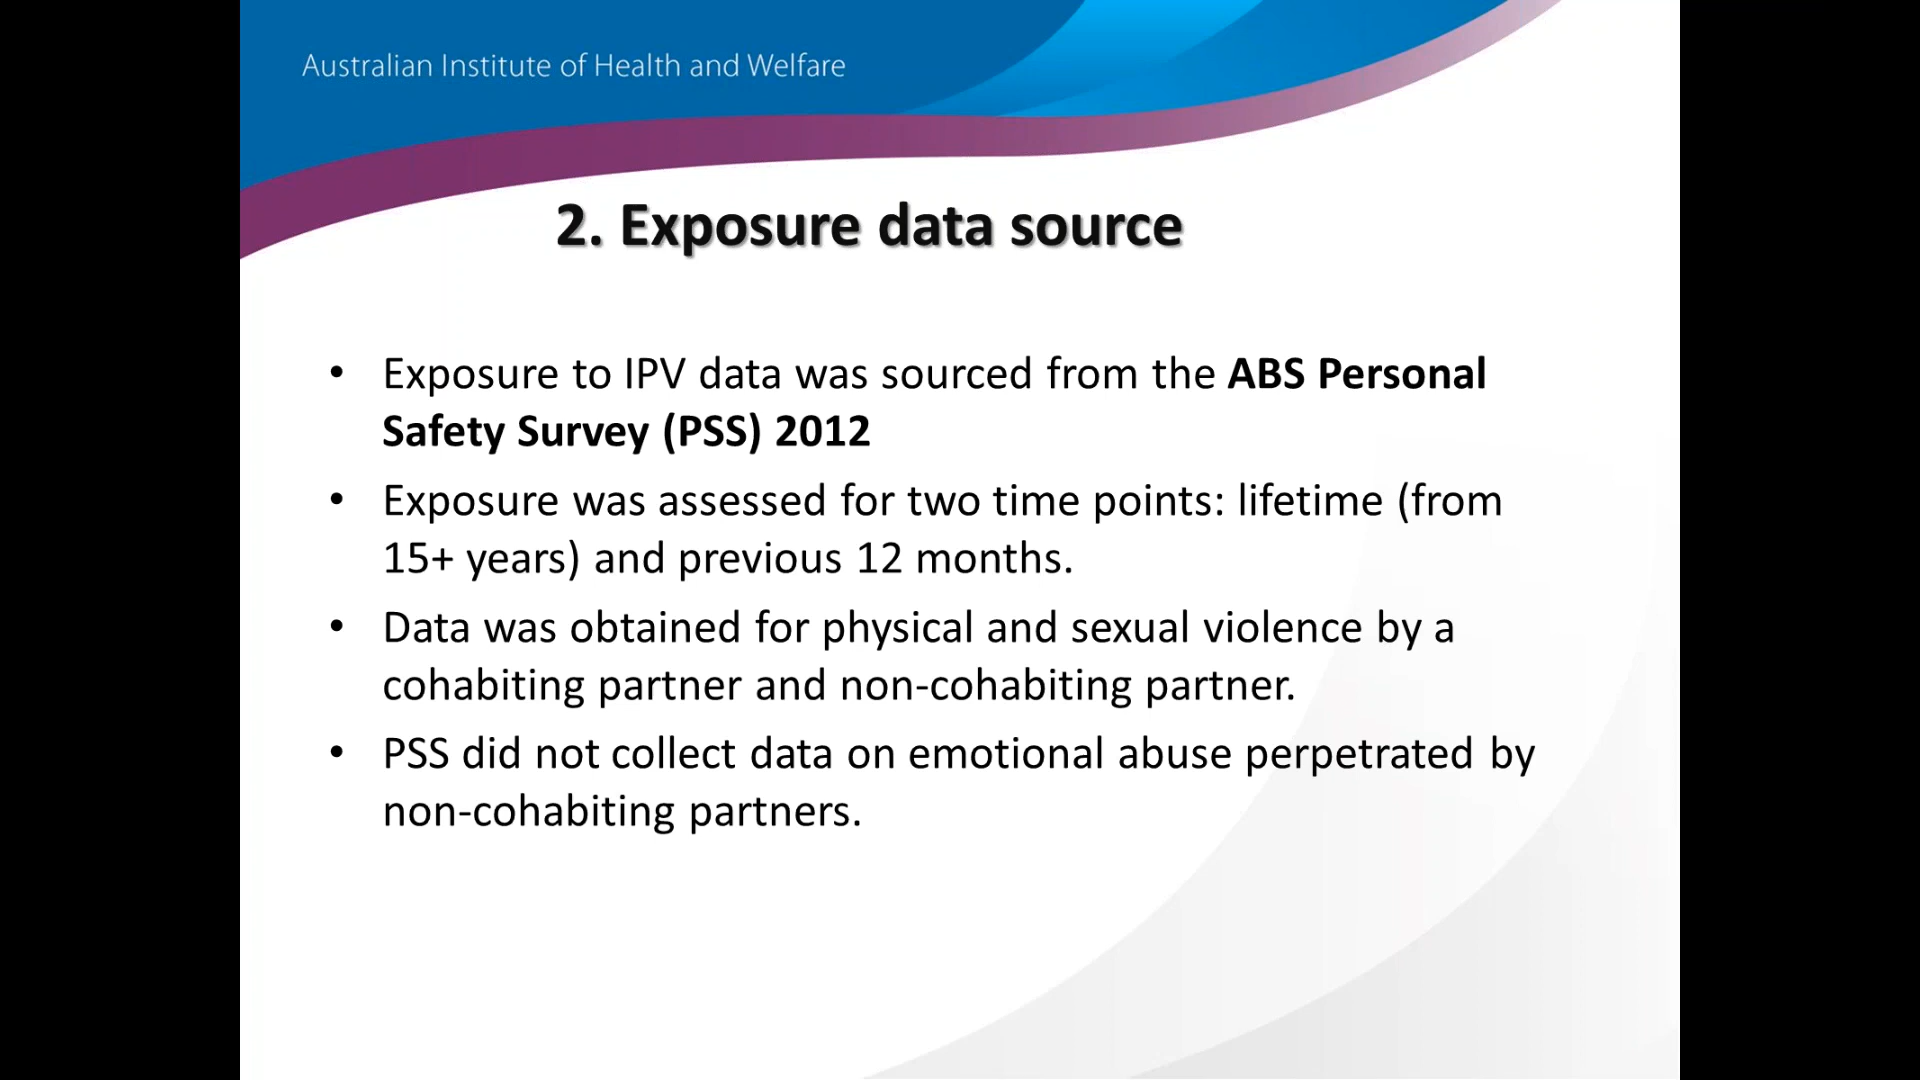 Australian Institute of Health and Welfare
2. Exposure data source
• Exposure to IPV data was sourced from the ABS Personal
Safety Survey (PSS) 2012
• Exposure was assessed for two time points: lifetime (from
15+ years) and previous 12 months.
• Data was obtained for physical and sexual violence by a
cohabiting partner and non-cohabiting partner.
• PSS did not collect data on emotional abuse perpetrated by
non-cohabiting partners.